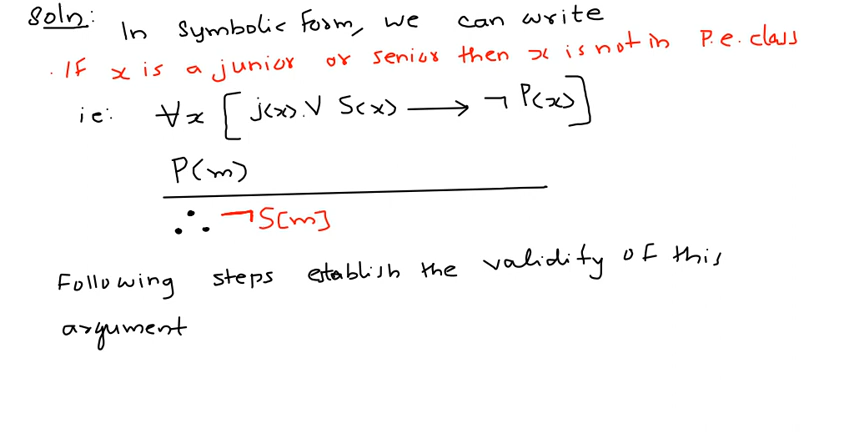 Soln: In Symbolic Form, we can write
. IF x is a junior or senior then x is not in P.e. class
ie: ∀x [ j(x) ∨ S(x) ⟶ ¬ P(x) ]
P(m)
∴ ¬S[m]
Following steps establish the validity of this
argument